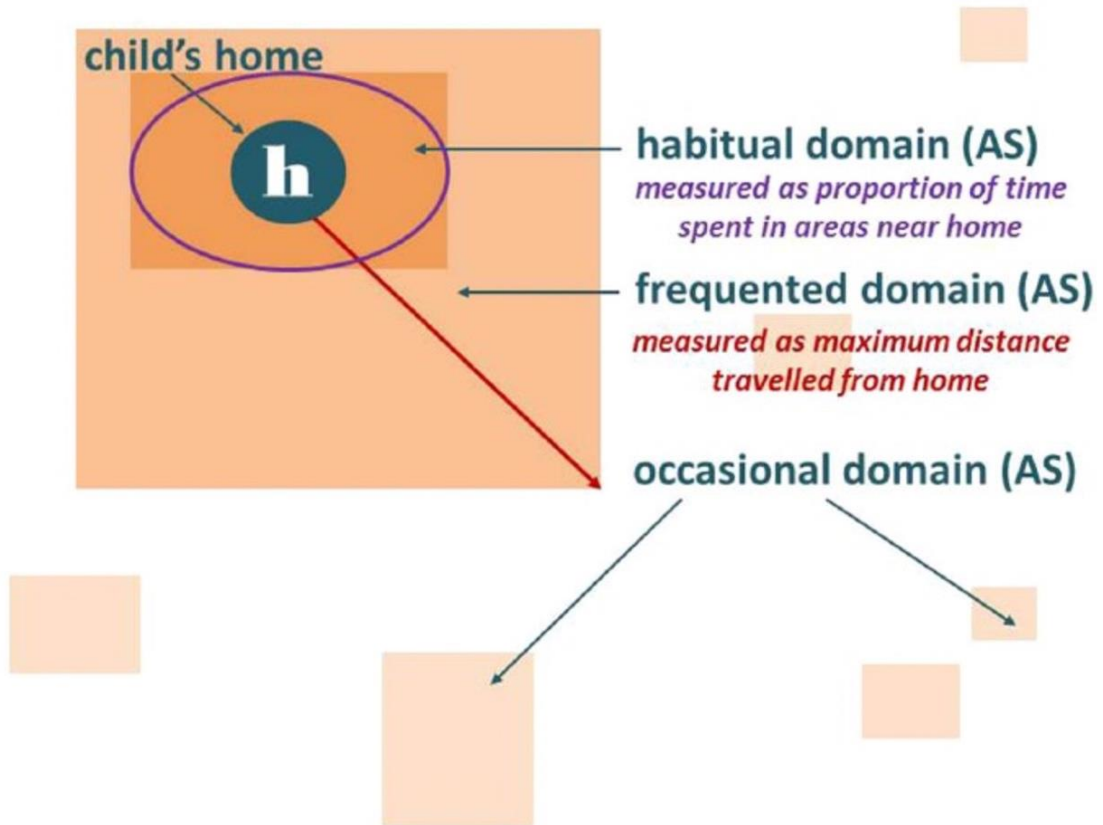 child's home
h
habitual domain (AS)
measured as proportion of time
spent in areas near home
frequented domain (AS)
measured as maximum distance
travelled from home
occasional domain (AS)